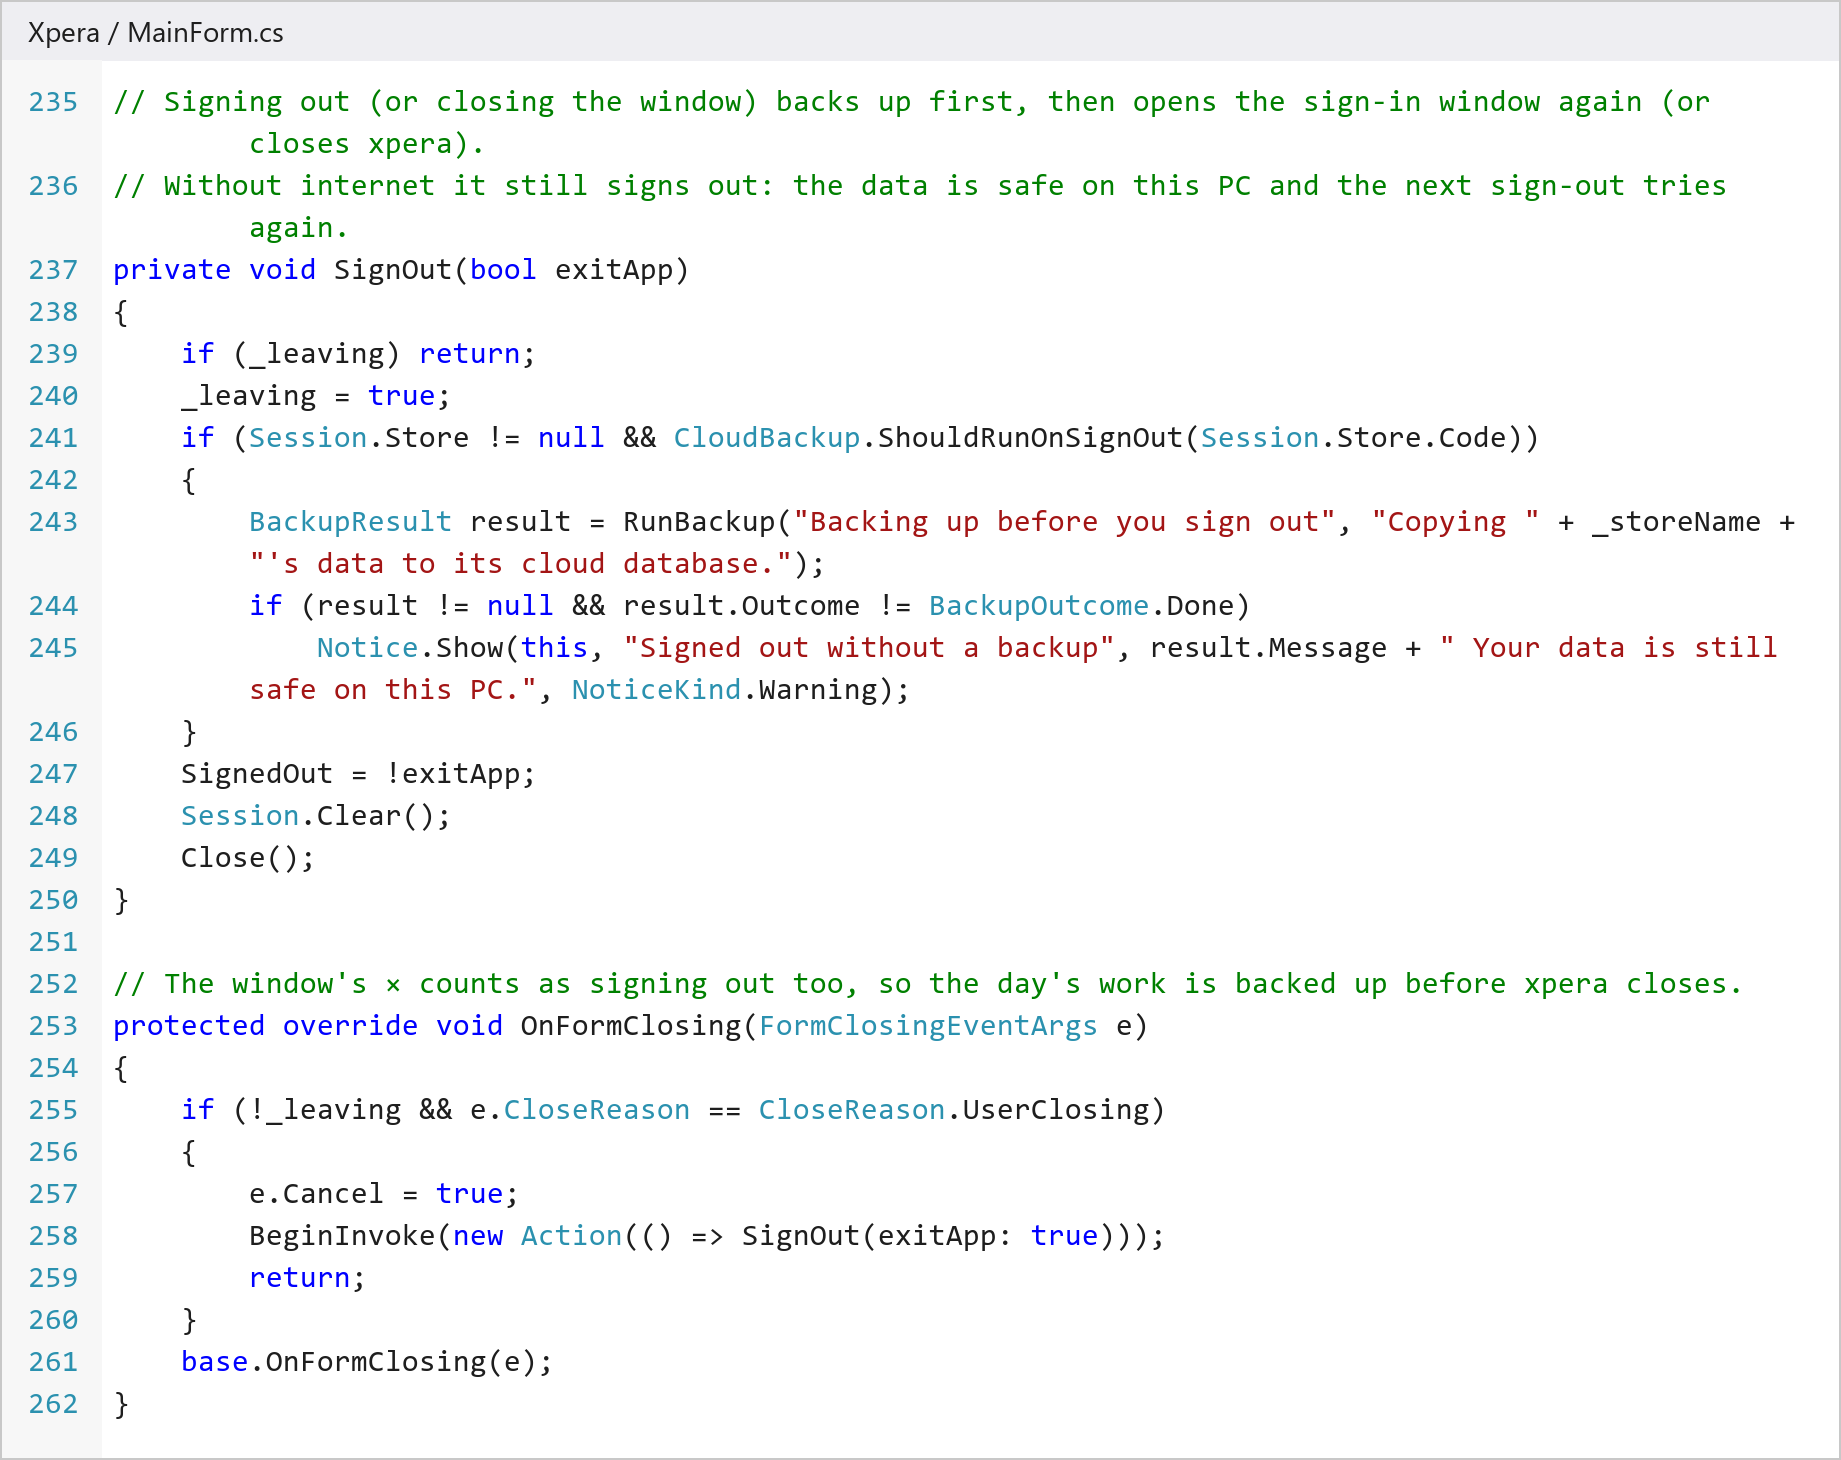 Xpera / MainForm.cs
235 // Signing out (or closing the window) backs up first, then opens the sign-in window again (or
closes xpera).
236 // Without internet it still signs out: the data is safe on this PC and the next sign-out tries
again.
237 private void SignOut(bool exitApp)
238 {
239     if (_leaving) return;
240     _leaving = true;
241     if (Session.Store != null && CloudBackup.ShouldRunOnSignOut(Session.Store.Code))
242     {
243         BackupResult result = RunBackup("Backing up before you sign out", "Copying " + _storeName +
"'s data to its cloud database.");
244         if (result != null && result.Outcome != BackupOutcome.Done)
245             Notice.Show(this, "Signed out without a backup", result.Message + " Your data is still
safe on this PC.", NoticeKind.Warning);
246     }
247     SignedOut = !exitApp;
248     Session.Clear();
249     Close();
250 }
251
252 // The window's × counts as signing out too, so the day's work is backed up before xpera closes.
253 protected override void OnFormClosing(FormClosingEventArgs e)
254 {
255     if (!_leaving && e.CloseReason == CloseReason.UserClosing)
256     {
257         e.Cancel = true;
258         BeginInvoke(new Action(() => SignOut(exitApp: true)));
259         return;
260     }
261     base.OnFormClosing(e);
262 }